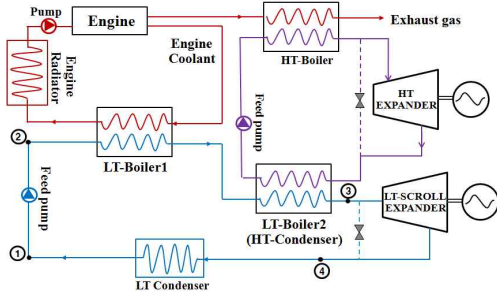 Pump
Engine
Exhaust gas
Engine
Coolant
HT-Boiler
Engine
Radiator
Feed pump
HT
EXPANDER
2
LT-Boiler1
3
LT-SCROLL
EXPANDER
Feed pump
LT-Boiler2
(HT-Condenser)
1
4
LT Condenser